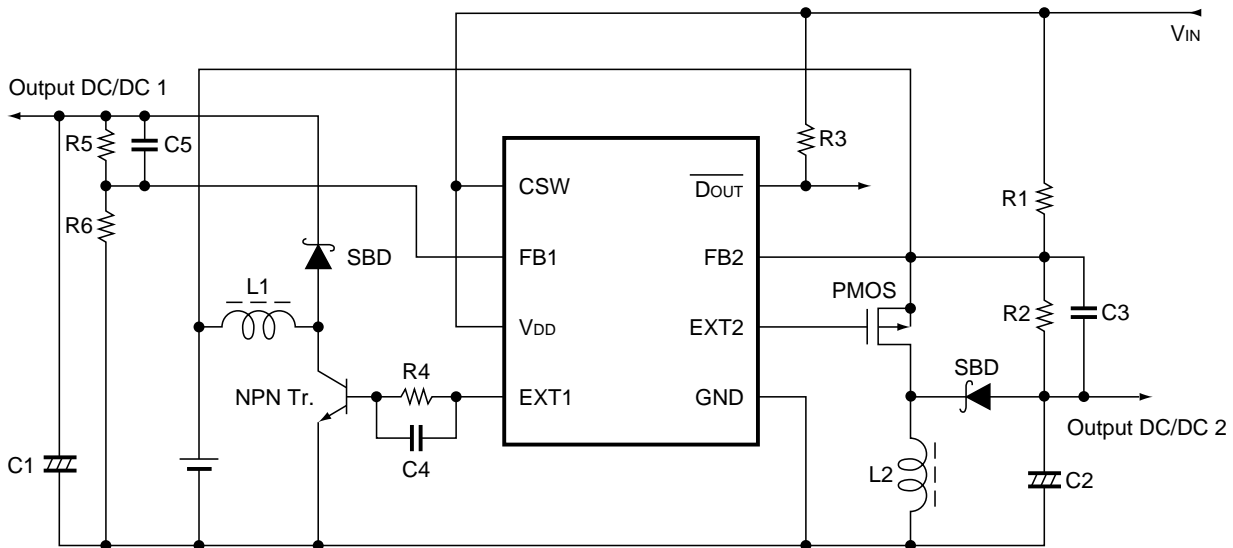 VIN
Output DC/DC 1
R5
C5
R3
CSW
DOUT
R1
R6
SBD
FB1
FB2
L1
PMOS
VDD
EXT2
R2
C3
R4
SBD
NPN Tr.
EXT1
GND
Output DC/DC 2
C1
C4
L2
C2